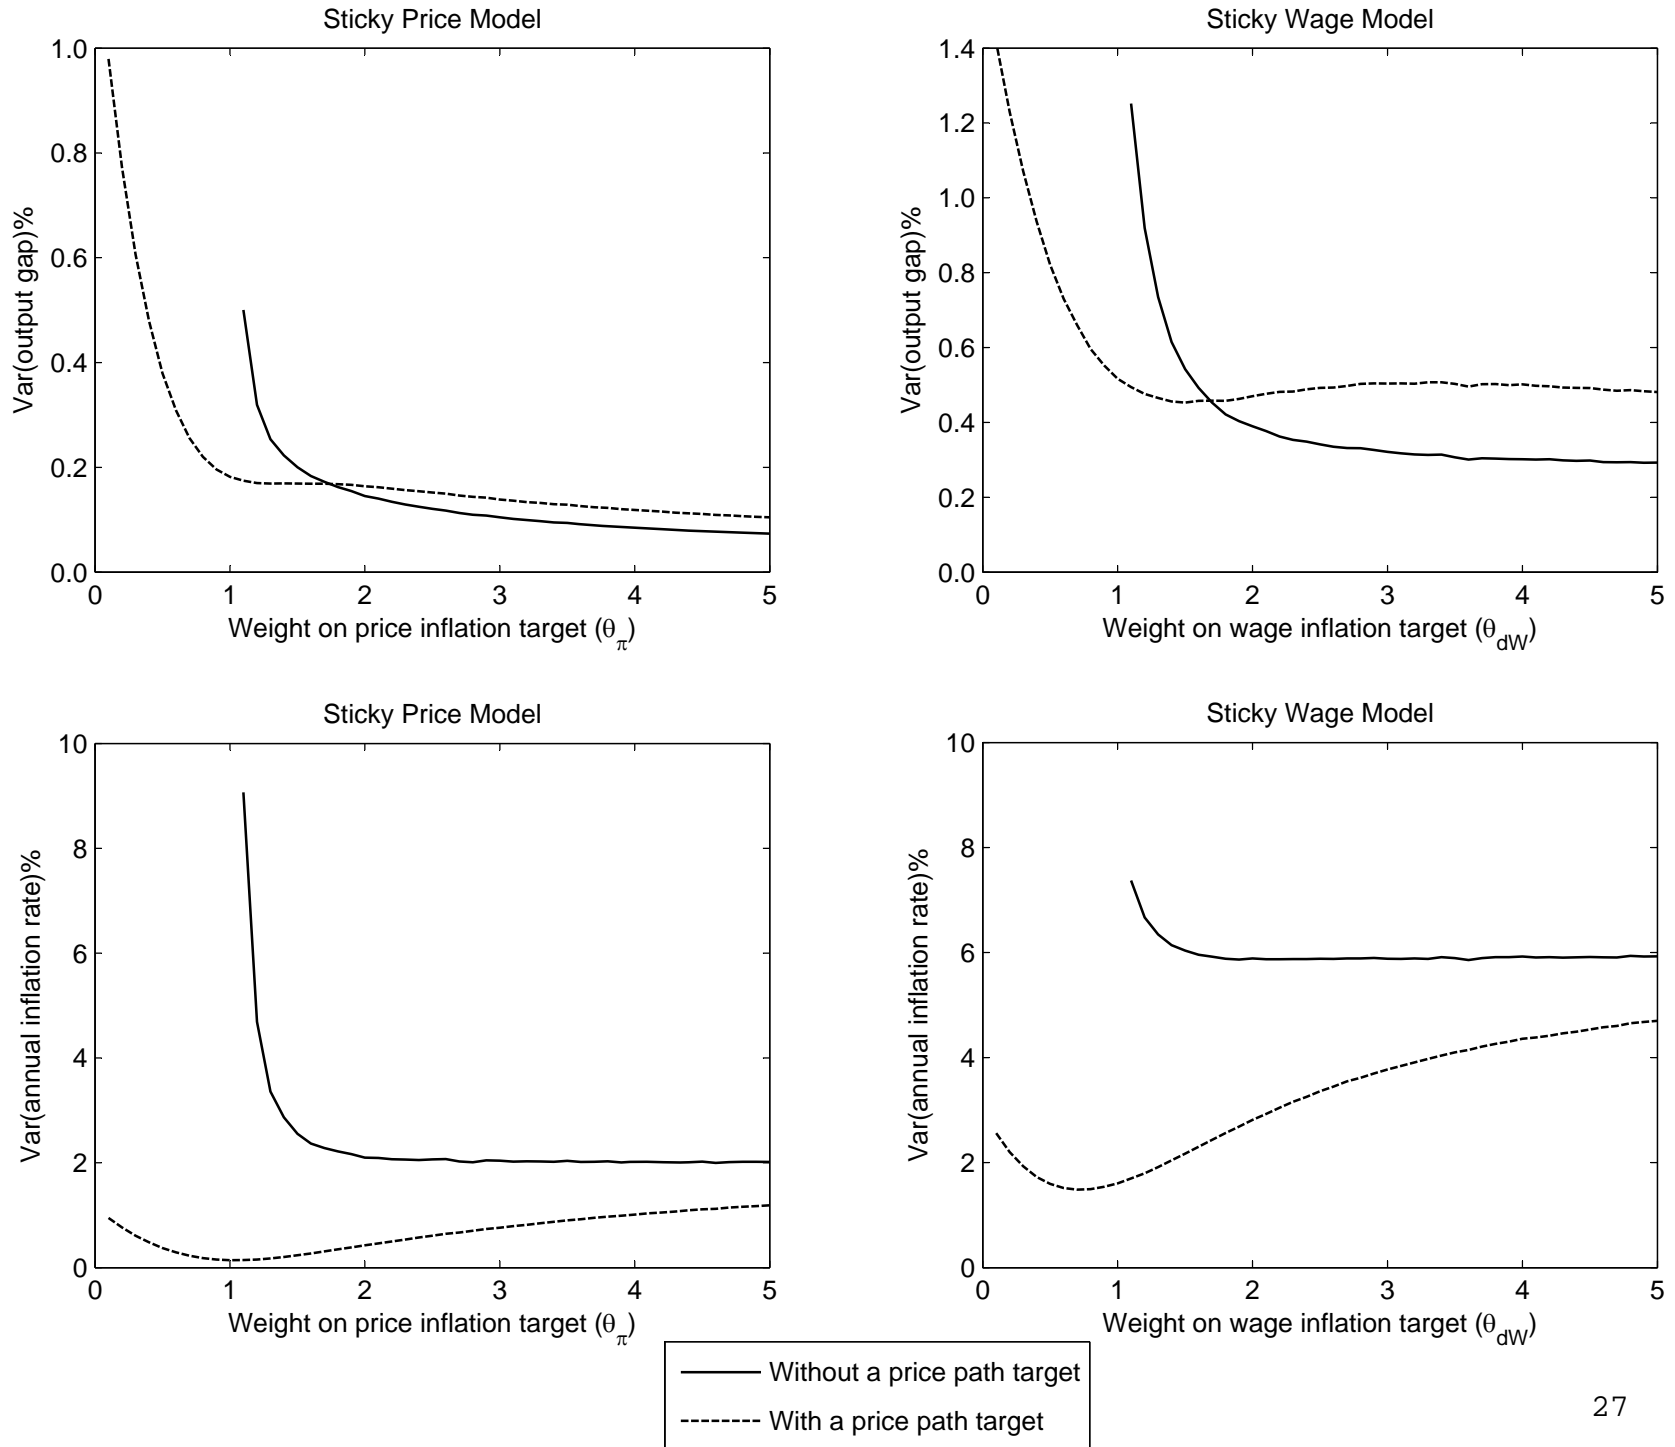 Sticky Price Model
1.0
0.8
0.6
0.4
0.2
0.0
Var(output gap)%
0 1 2 3 4 5
Weight on price inflation target (θπ)
Sticky Wage Model
1.4
1.2
1.0
0.8
0.6
0.4
0.2
0.0
Var(output gap)%
0 1 2 3 4 5
Weight on wage inflation target (θdW)
Sticky Price Model
10
8
6
4
2
0
Var(annual inflation rate)%
0 1 2 3 4 5
Weight on price inflation target (θπ)
Sticky Wage Model
10
8
6
4
2
0
Var(annual inflation rate)%
0 1 2 3 4 5
Weight on wage inflation target (θdW)
Without a price path target
With a price path target
27